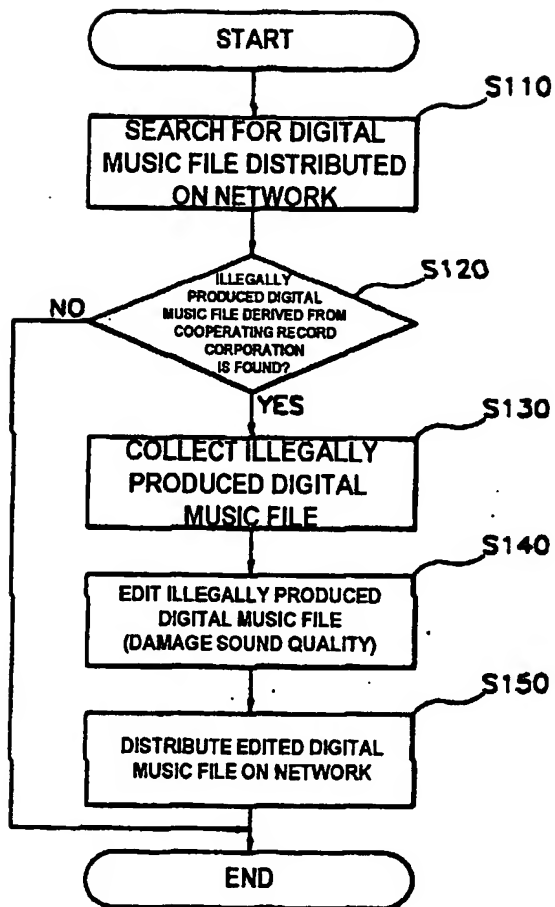 START
S110
SEARCH FOR DIGITAL
MUSIC FILE DISTRIBUTED
ON NETWORK
S120
ILLEGALLY
PRODUCED DIGITAL
MUSIC FILE DERIVED FROM
COOPERATING RECORD
CORPORATION
IS FOUND?
NO
YES
S130
COLLECT ILLEGALLY
PRODUCED DIGITAL
MUSIC FILE
S140
EDIT ILLEGALLY PRODUCED
DIGITAL MUSIC FILE
(DAMAGE SOUND QUALITY)
S150
DISTRIBUTE EDITED DIGITAL
MUSIC FILE ON NETWORK
END